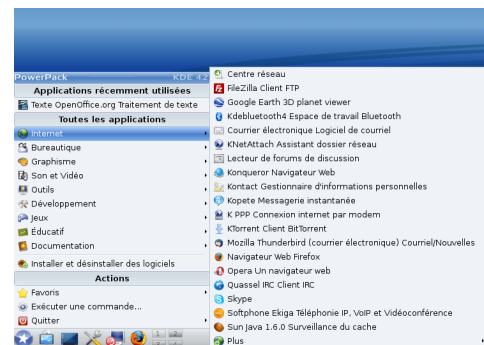 PowerPack KDE 4.2
Applications récemment utilisées
Texte OpenOffice.org Traitement de texte
Toutes les applications
Internet
Bureautique
Graphisme
Son et Vidéo
Outils
Développement
Jeux
Éducatif
Documentation
Installer et désinstaller des logiciels
Actions
Favoris
Exécuter une commande...
Quitter
1 2
Centre réseau
FileZilla Client FTP
Google Earth 3D planet viewer
Kdebluetooth4 Espace de travail Bluetooth
Courrier électronique Logiciel de courriel
KNetAttach Assistant dossier réseau
Lecteur de forums de discussion
Konqueror Navigateur Web
Kontact Gestionnaire d'informations personnelles
Kopete Messagerie instantanée
K PPP Connexion internet par modem
KTorrent Client BitTorrent
Mozilla Thunderbird (courrier électronique) Courriel/Nouvelles
Navigateur Web Firefox
Opera Un navigateur web
Quassel IRC Client IRC
Skype
Softphone Ekiga Téléphonie IP, VoIP et Vidéoconférence
Sun Java 1.6.0 Surveillance du cache
Plus